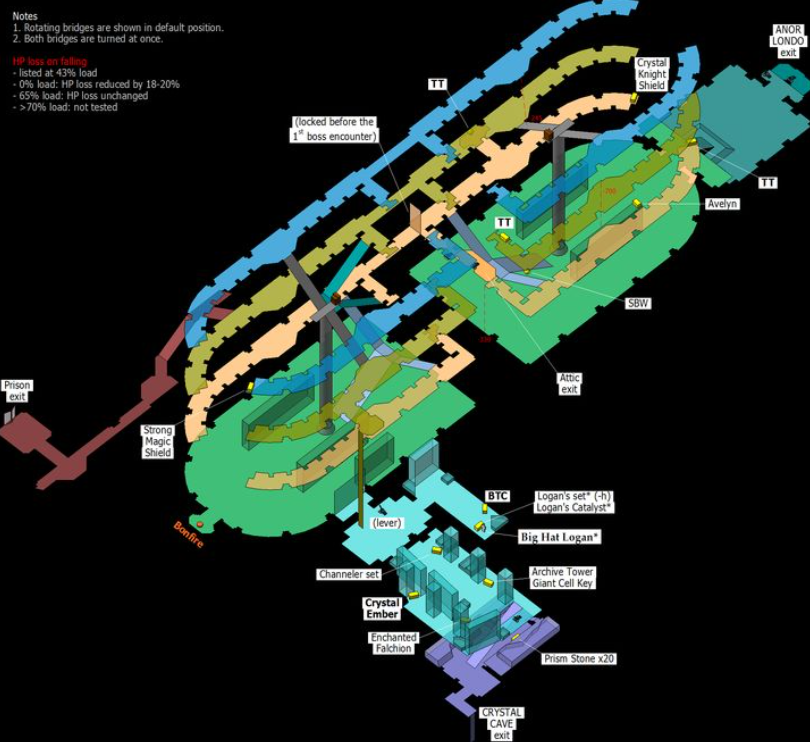 Notes
1. Rotating bridges are shown in default position.
2. Both bridges are turned at once.
HP loss on falling
- listed at 43% load
- 0% load: HP loss reduced by 18-20%
- 65% load: HP loss unchanged
- >70% load: not tested
ANOR
LONDO
exit
Crystal
Knight
Shield
TT
(locked before the
1st boss encounter)
TT
-700
Avelyn
TT
SBW
Attic
exit
Prison
exit
Strong
Magic
Shield
Bonfire
BTC
Logan's set* (-h)
Logan's Catalyst*
(lever)
Big Hat Logan*
Channeler set
Archive Tower
Giant Cell Key
Crystal
Ember
Enchanted
Falchion
Prism Stone x20
CRYSTAL
CAVE
exit